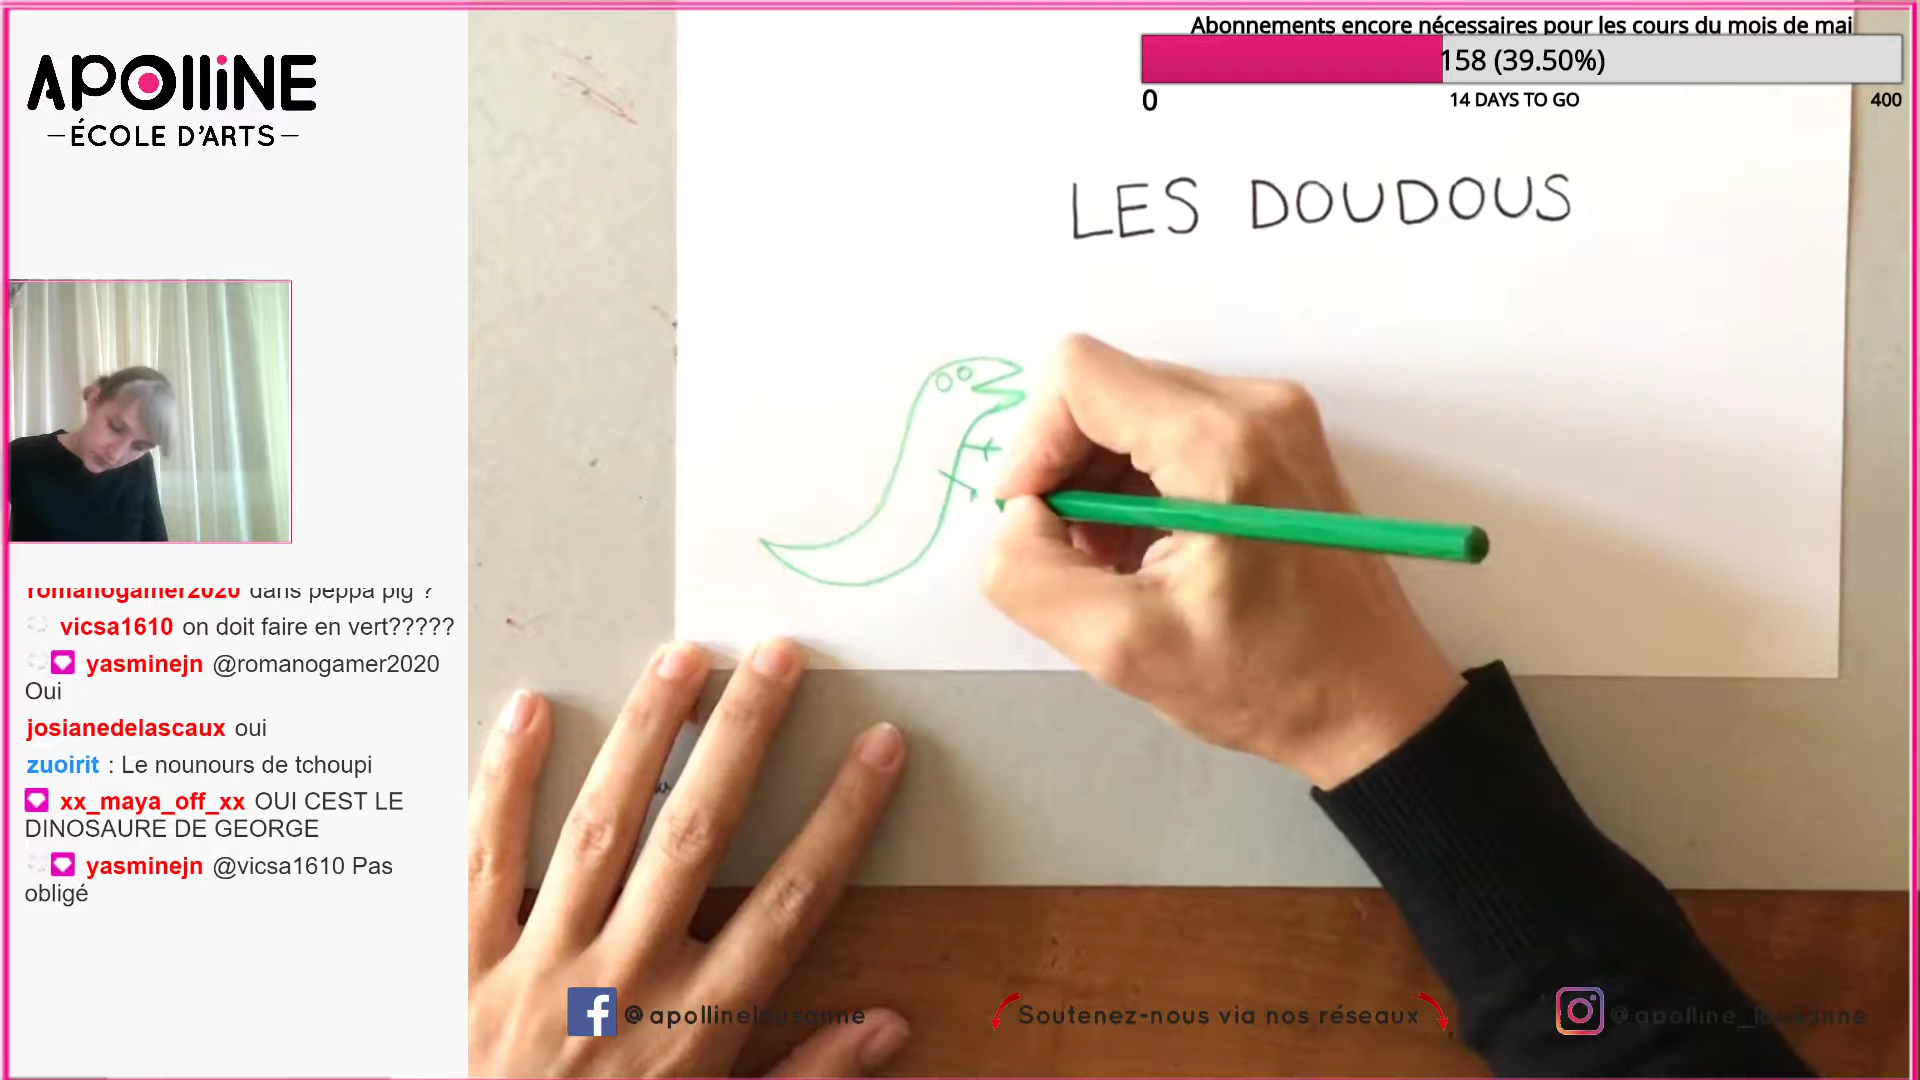 APOLLINE
ÉCOLE D'ARTS
Abonnements encore nécessaires pour les cours du mois de mai
158 (39.50%)
0
14 DAYS TO GO
400
LES DOUDOUS
romanogamer2020 dans peppa pig ?
vicsa1610 on doit faire en vert?????
yasminejn @romanogamer2020
Oui
josianedelascaux oui
zuoirit : Le nounours de tchoupi
xx_maya_off_xx OUI CEST LE
DINOSAURE DE GEORGE
yasminejn @vicsa1610 Pas
obligé
@apollinelausanne
Soutenez-nous via nos réseaux
@apolline_lausanne